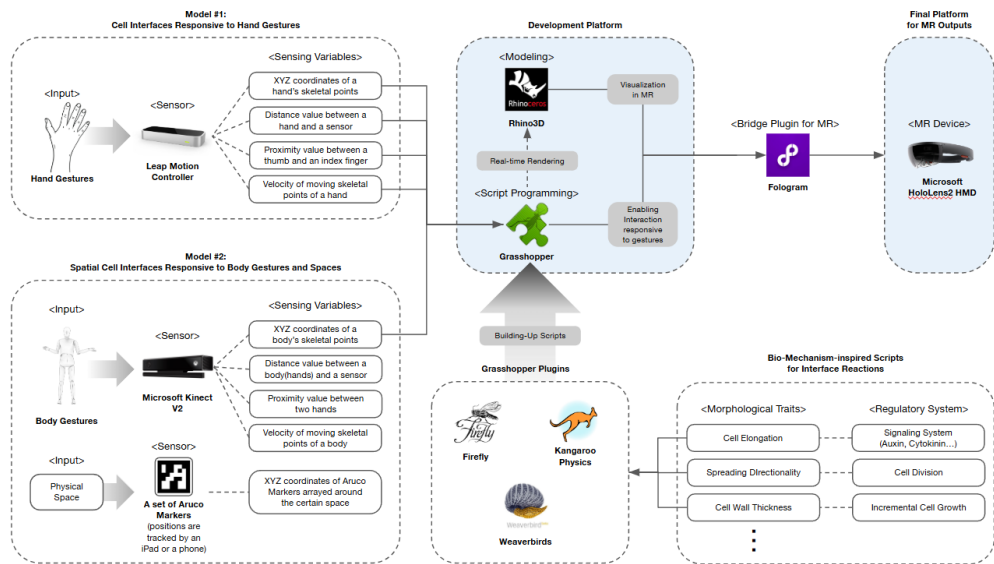 Model #1:
Cell Interfaces Responsive to Hand Gestures
<Input>
Hand Gestures
<Sensor>
Leap Motion
Controller
<Sensing Variables>
XYZ coordinates of a
hand's skeletal points
Distance value between a
hand and a sensor
Proximity value between a
thumb and an index finger
Velocity of moving skeletal
points of a hand
Model #2:
Spatial Cell Interfaces Responsive to Body Gestures and Spaces
<Input>
Body Gestures
<Sensor>
Microsoft Kinect
V2
<Sensing Variables>
XYZ coordinates of a
body's skeletal points
Distance value between a
body(hands) and a sensor
Proximity value between
two hands
Velocity of moving skeletal
points of a body
<Input>
Physical
Space
<Sensor>
A set of Aruco
Markers
(positions are
tracked by an
iPad or a phone)
XYZ coordinates of Aruco
Markers arrayed around
the certain space
Development Platform
<Modeling>
Rhinoceros
Rhino3D
Real-time Rendering
<Script Programming>
Grasshopper
Visualization
in MR
Enabling
Interaction
responsive
to gestures
Building-Up Scripts
Grasshopper Plugins
Firefly
Firefly
Kangaroo
Physics
Weaverbird
Weaverbirds
<Bridge Plugin for MR>
Fologram
Final Platform
for MR Outputs
<MR Device>
Microsoft
HoloLens2 HMD
Bio-Mechanism-inspired Scripts
for Interface Reactions
<Morphological Traits>
<Regulatory System>
Cell Elongation
Signaling System
(Auxin, Cytokinin...)
Spreading DIrectionality
Cell Division
Cell Wall Thickness
Incremental Cell Growth